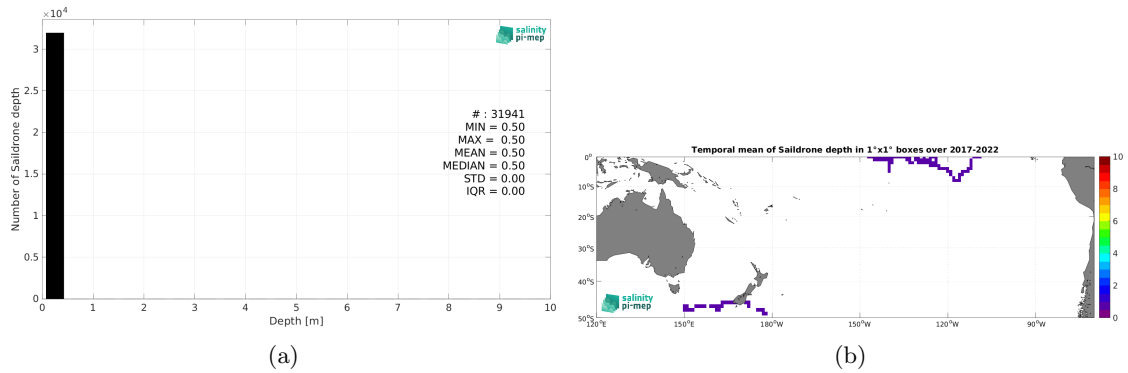 ×10⁴
3
2.5
2
1.5
1
0.5
0
Number of Saildrone depth
salinity
pi-mep
# : 31941
MIN = 0.50
MAX = 0.50
MEAN = 0.50
MEDIAN = 0.50
STD = 0.00
IQR = 0.00
0 1 2 3 4 5 6 7 8 9 10
Depth [m]
(a)
Temporal mean of Saildrone depth in 1°x1° boxes over 2017-2022
0°
10°S
20°S
30°S
40°S
50°S
120°E 150°E 180°W 150°W 120°W 90°W
salinity
pi-mep
10
8
6
4
2
0
(b)